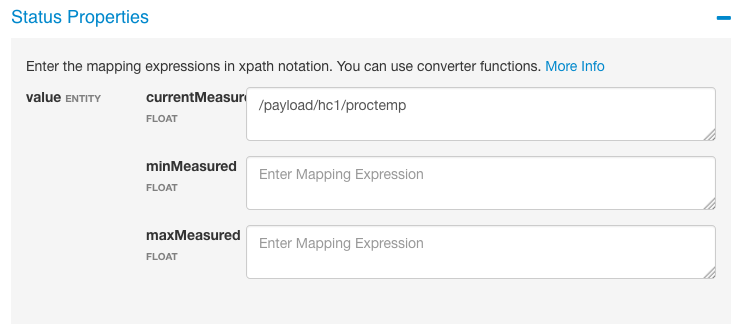 Status Properties
Enter the mapping expressions in xpath notation. You can use converter functions. More Info
value ENTITY
currentMeasure
FLOAT
/payload/hc1/proctemp
minMeasured
FLOAT
Enter Mapping Expression
maxMeasured
FLOAT
Enter Mapping Expression